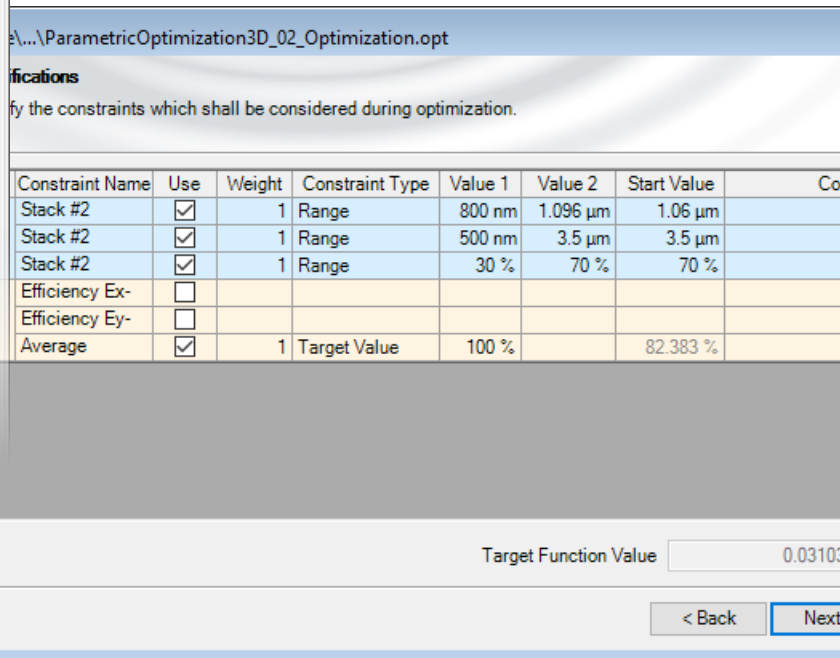 \...\ParametricOptimization3D_02_Optimization.opt
fications
fy the constraints which shall be considered during optimization.
Constraint Name Use Weight Constraint Type Value 1 Value 2 Start Value Co
Stack #2 1 Range 800 nm 1.096 µm 1.06 µm
Stack #2 1 Range 500 nm 3.5 µm 3.5 µm
Stack #2 1 Range 30 % 70 % 70 %
Efficiency Ex-
Efficiency Ey-
Average 1 Target Value 100 % 82.383 %
Target Function Value 0.0310
< Back Next